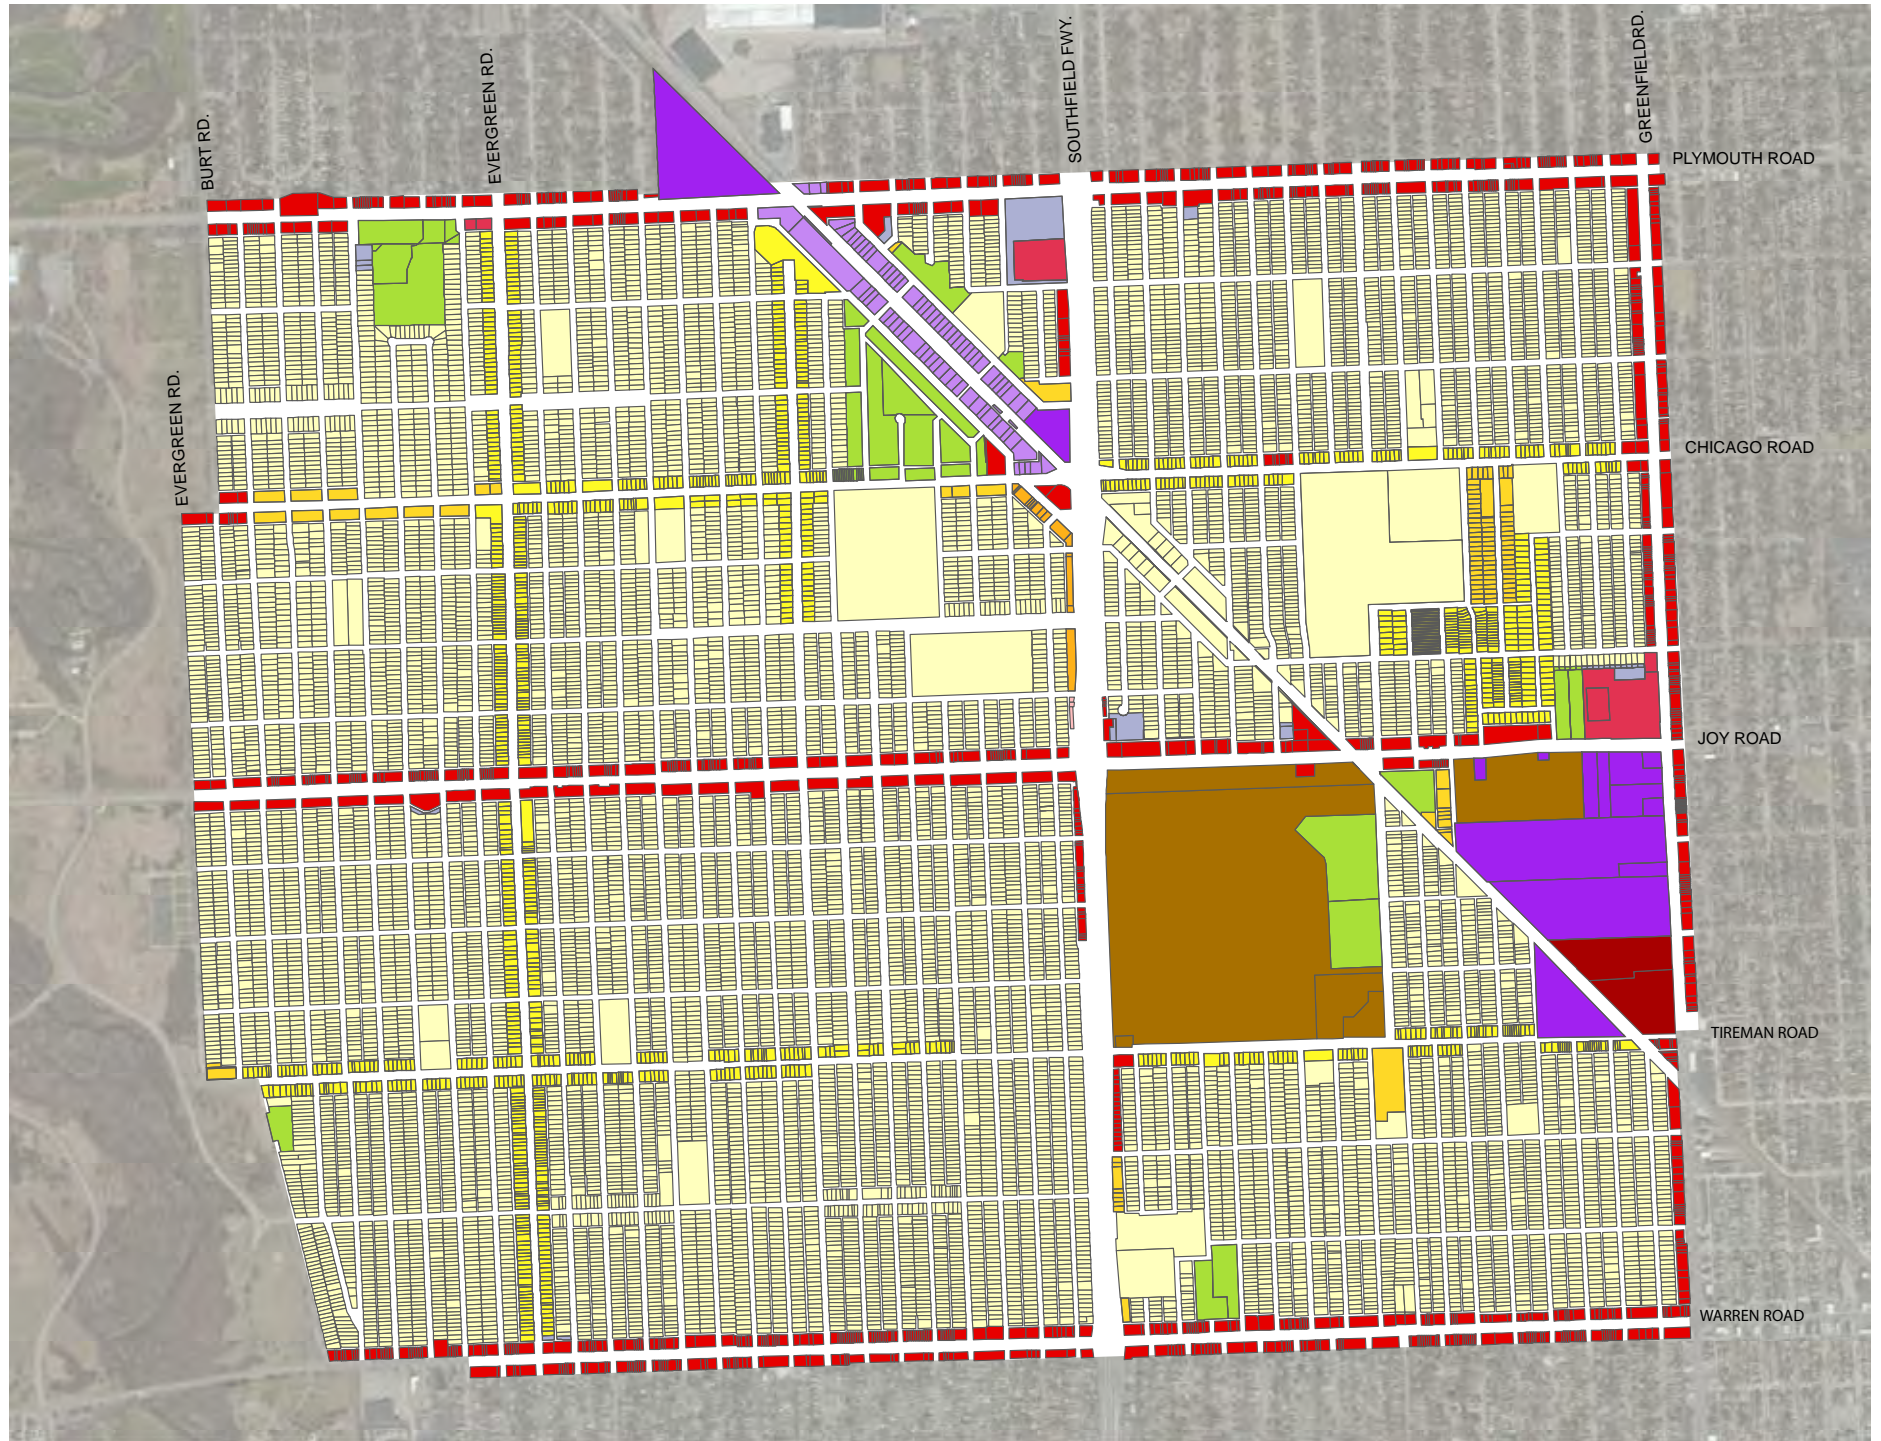 BURT RD.
EVERGREEN RD.
SOUTHFIELD FWY.
GREENFIELDRD.
PLYMOUTH ROAD
EVERGREEN RD.
CHICAGO ROAD
JOY ROAD
TIREMAN ROAD
WARREN ROAD